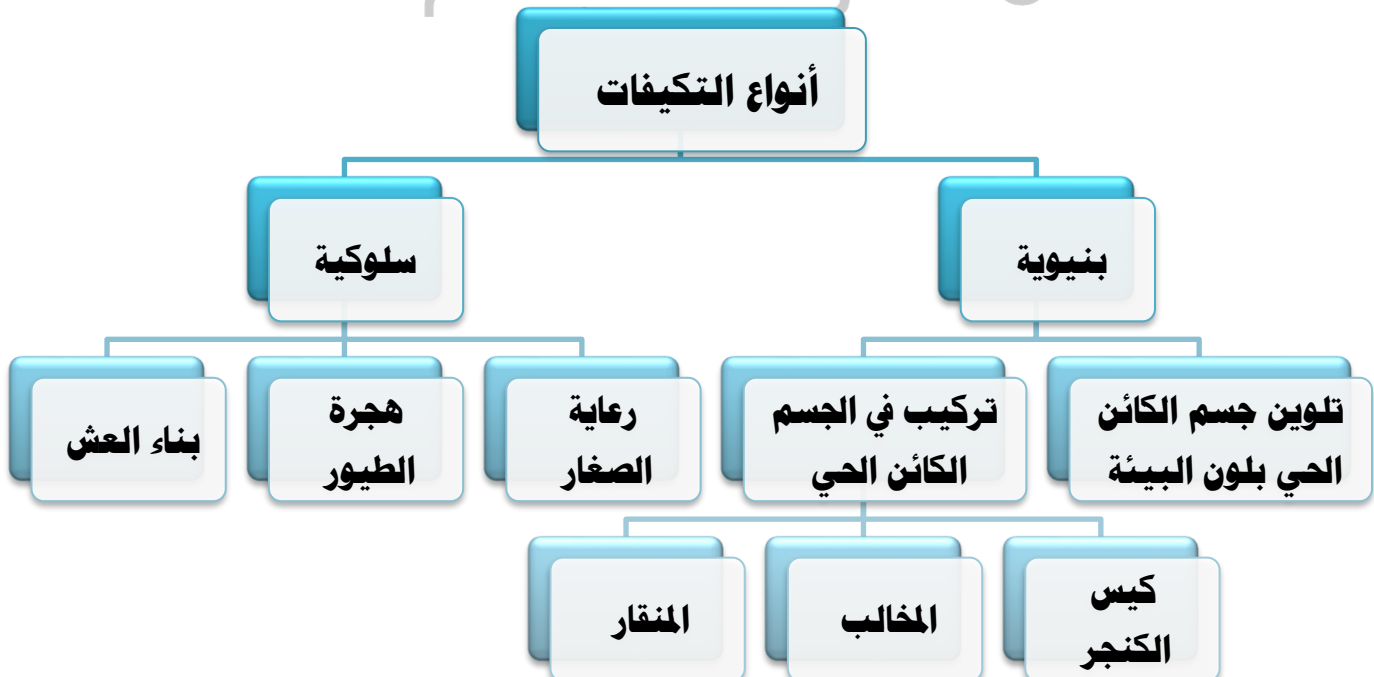 أنواع التكيفات
بنيوية
سلوكية
تلوين جسم الكائن
الحي بلون البيئة
تركيب في الجسم
الكائن الحي
رعاية
الصغار
هجرة
الطيور
بناء العش
كيس
الكنجر
المخالب
المنقار